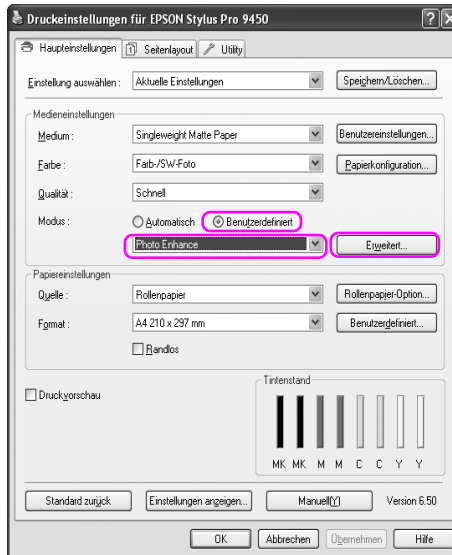 Druckeinstellungen für EPSON Stylus Pro 9450
Haupteinstellungen Seitenlayout Utility
Einstellung auswählen : Aktuelle Einstellungen Speichern/Löschen...
Medieneinstellungen
Medium : Singleweight Matte Paper Benutzereinstellungen...
Farbe : Farb-/SW-Foto Papierkonfiguration...
Qualität : Schnell
Modus : Automatisch Benutzerdefiniert
Photo Enhance Erweitert...
Papiereinstellungen
Quelle : Rollenpapier Rollenpapier-Option...
Format : A4 210 x 297 mm Benutzerdefiniert...
Randlos
Druckvorschau
Tintenstand
MK MK M M C C Y Y
Standard zurück Einstellungen anzeigen... Manuell(Y) Version 6.50
OK Abbrechen Übernehmen Hilfe